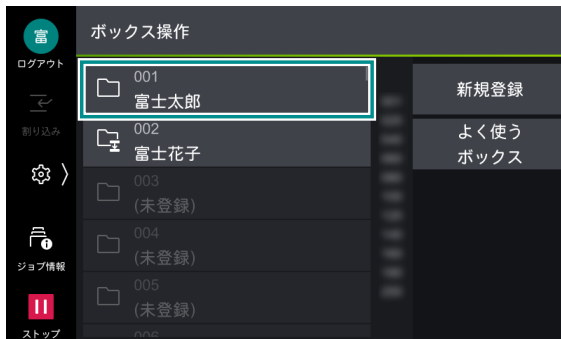 富
ログアウト
割り込み
ジョブ情報
ストップ
ボックス操作
001
富士太郎
002
富士花子
003
(未登録)
004
(未登録)
005
(未登録)
006
新規登録
よく使う
ボックス